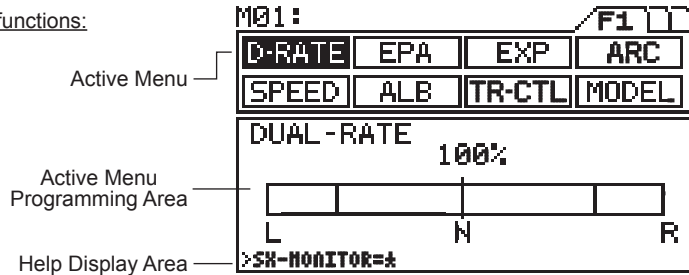 functions:
M01:
F1
D-RATE EPA EXP ARC
Active Menu
SPEED ALB TR-CTL MODEL
DUAL-RATE
100%
Active Menu
Programming Area
L N R
Help Display Area
>SX-MONITOR=±